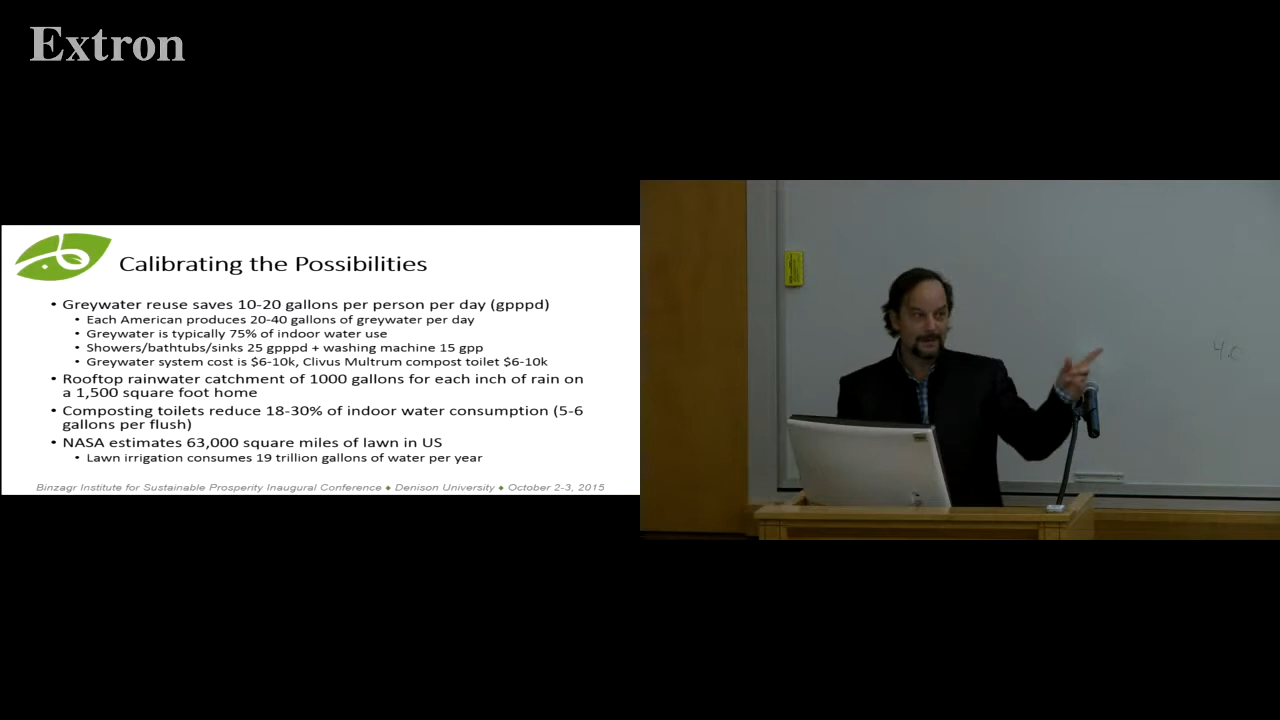 Extron
Calibrating the Possibilities
• Greywater reuse saves 10-20 gallons per person per day (gpppd)
• Each American produces 20-40 gallons of greywater per day
• Greywater is typically 75% of indoor water use
• Showers/bathtubs/sinks 25 gpppd + washing machine 15 gpp
• Greywater system cost is $6-10k, Clivus Multrum compost toilet $6-10k
• Rooftop rainwater catchment of 1000 gallons for each inch of rain on
a 1,500 square foot home
• Composting toilets reduce 18-30% of indoor water consumption (5-6
gallons per flush)
• NASA estimates 63,000 square miles of lawn in US
• Lawn irrigation consumes 19 trillion gallons of water per year
Binzagr Institute for Sustainable Prosperity Inaugural Conference ♦ Denison University ♦ October 2-3, 2015